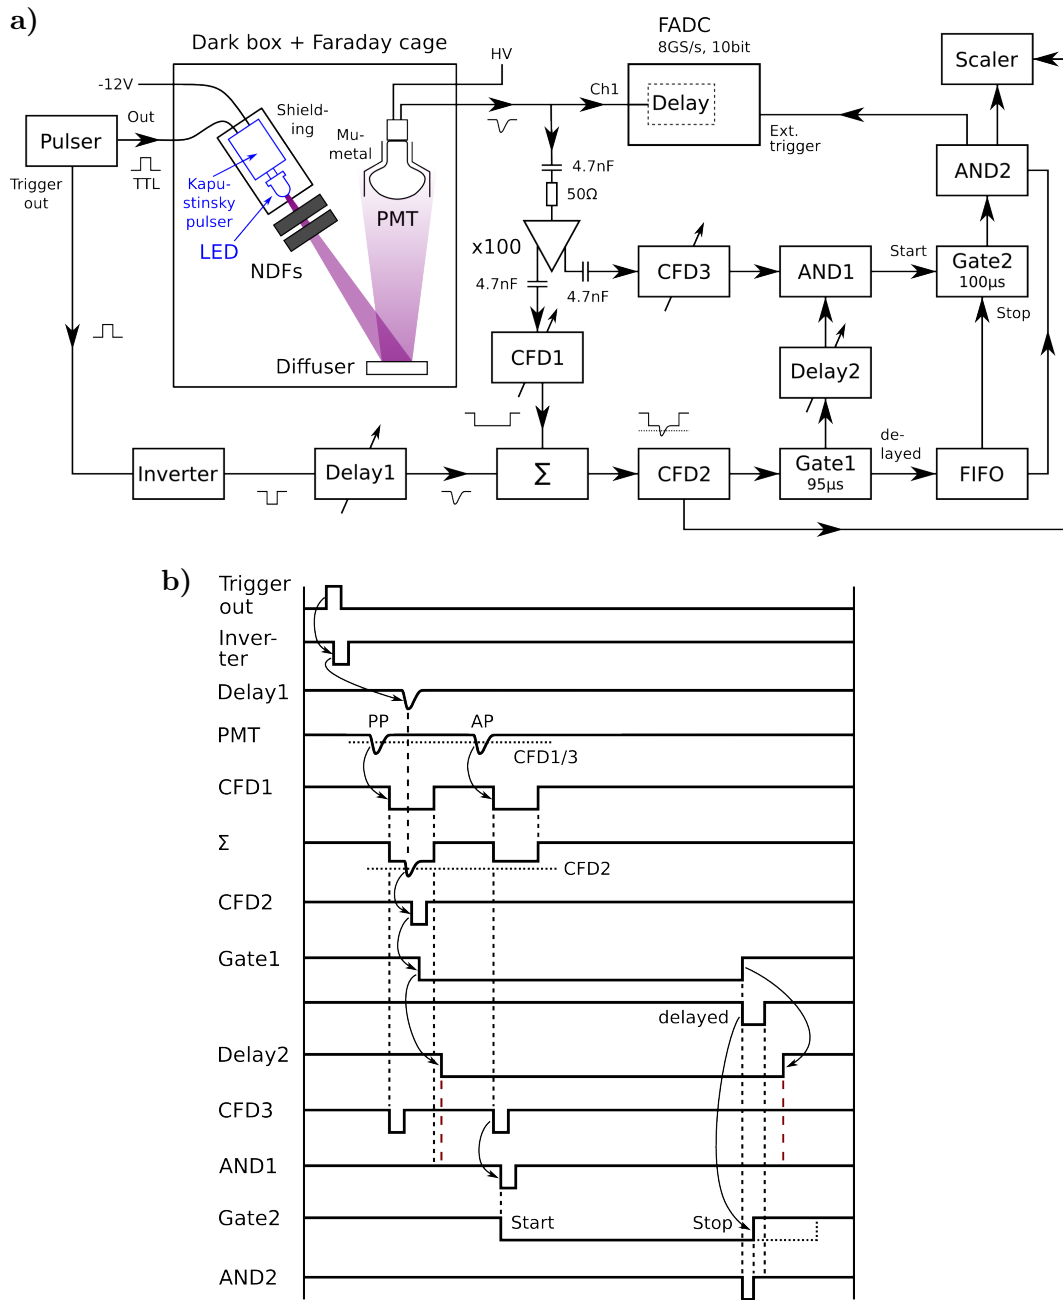 a)
Dark box + Faraday cage
FADC
8GS/s, 10bit
HV
Scaler
-12V
Ch1
Delay
Pulser
Out
Shield-
ing
Mu-
metal
Ext.
trigger
TTL
Trigger
out
Kapu-
stinsky
pulser
LED
NDFs
PMT
4.7nF
50Ω
AND2
x100
CFD3
AND1
Start
Gate2
100μs
4.7nF
4.7nF
Stop
CFD1
Delay2
Diffuser
de-
layed
Inverter
Delay1
Σ
CFD2
Gate1
95μs
FIFO
b)
Trigger
out
Inver-
ter
Delay1
PMT
PP
AP
CFD1/3
CFD1
Σ
CFD2
CFD2
Gate1
delayed
Delay2
CFD3
AND1
Gate2
Start
Stop
AND2